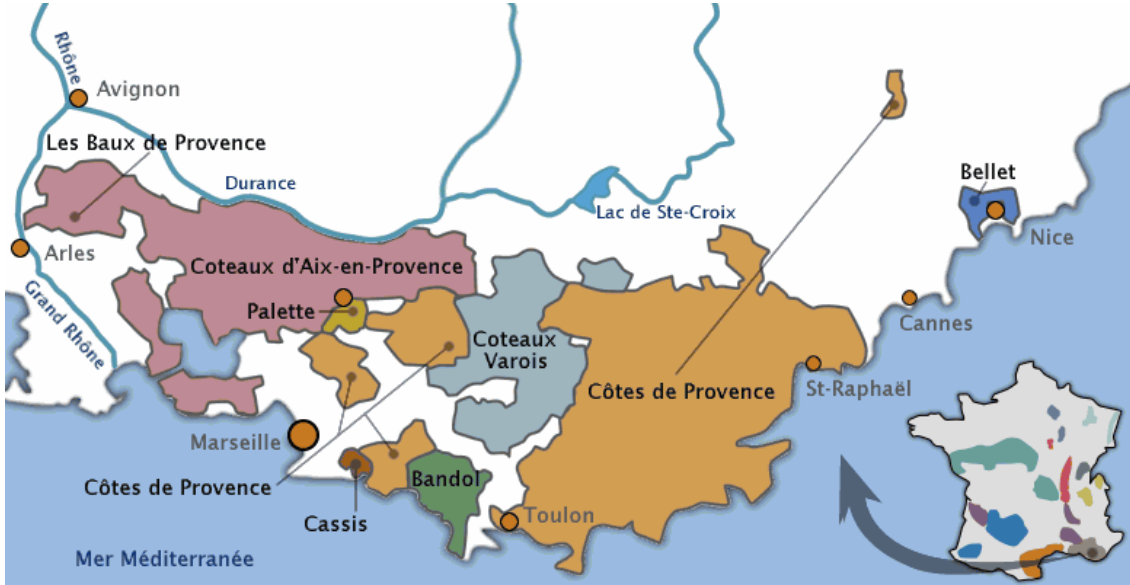 Rhône
Avignon
Les Baux de Provence
Durance
Lac de Ste-Croix
Bellet
Nice
Arles
Coteaux d'Aix-en-Provence
Grand Rhône
Palette
Cannes
Coteaux
Varois
Côtes de Provence
St-Raphaël
Marseille
Côtes de Provence
Bandol
Cassis
Toulon
Mer Méditerranée